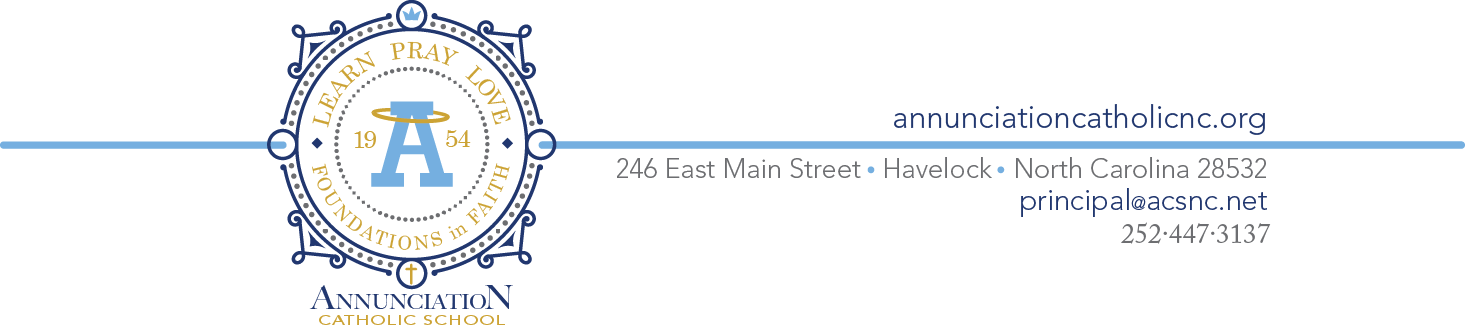 LEARN PRAY LOVE
19 A 54
FOUNDATIONS in FAITH
ANNUNCIATION
CATHOLIC SCHOOL
annunciationcatholicnc.org
246 East Main Street • Havelock • North Carolina 28532
principal@acsnc.net
252·447·3137